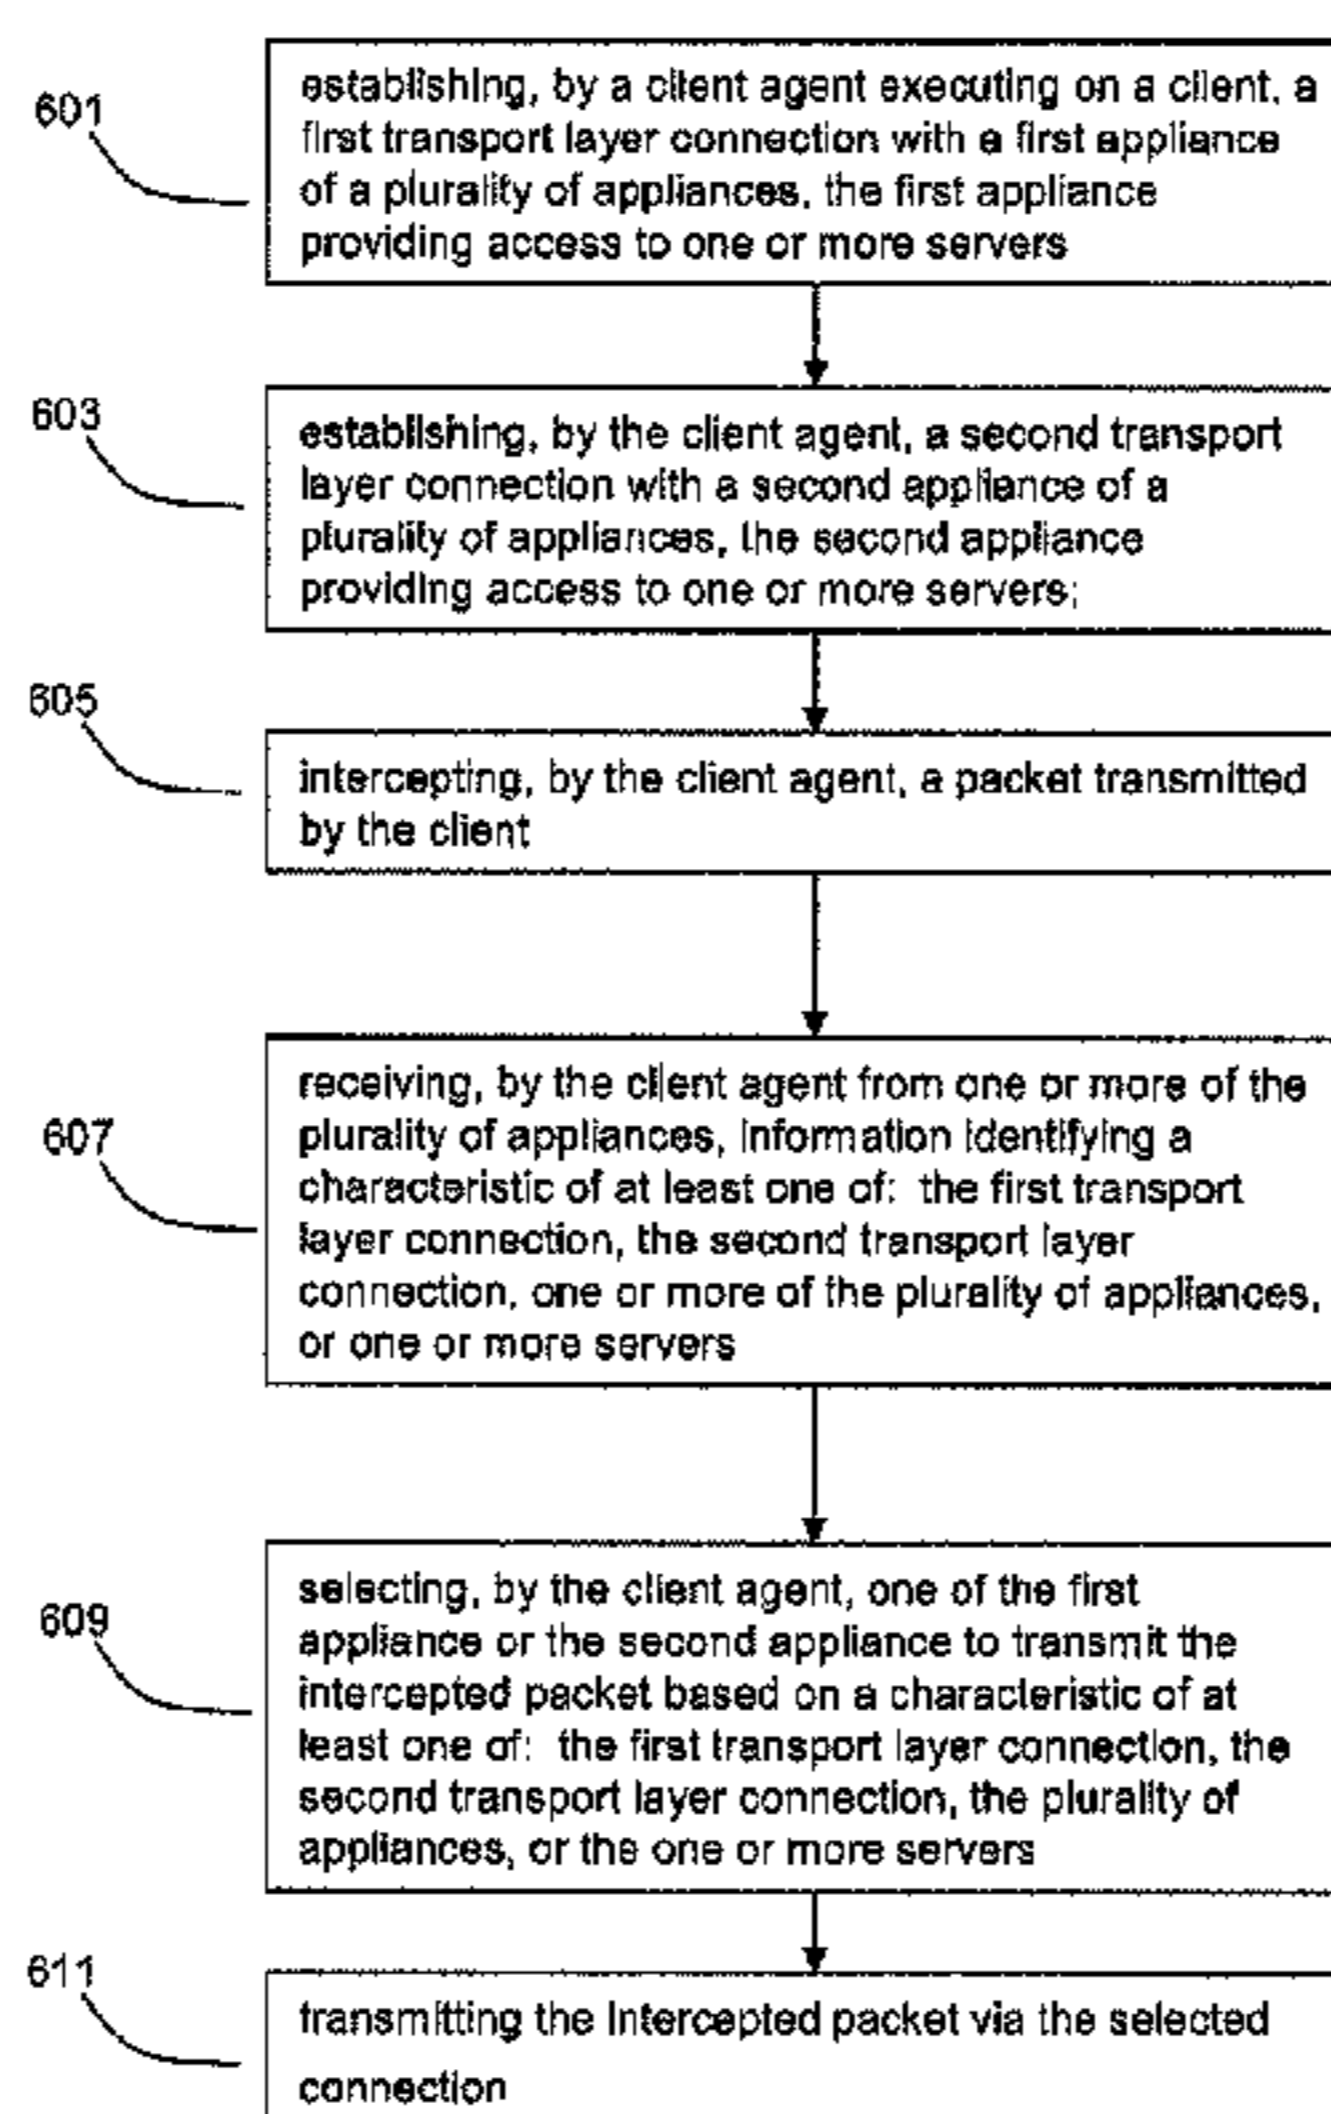 601
establishing, by a client agent executing on a client, a
first transport layer connection with a first appliance
of a plurality of appliances, the first appliance
providing access to one or more servers
603
establishing, by the client agent, a second transport
layer connection with a second appliance of a
plurality of appliances, the second appliance
providing access to one or more servers;
605
intercepting, by the client agent, a packet transmitted
by the client
607
receiving, by the client agent from one or more of the
plurality of appliances, information identifying a
characteristic of at least one of: the first transport
layer connection, the second transport layer
connection, one or more of the plurality of appliances,
or one or more servers
609
selecting, by the client agent, one of the first
appliance or the second appliance to transmit the
intercepted packet based on a characteristic of at
least one of: the first transport layer connection, the
second transport layer connection, the plurality of
appliances, or the one or more servers
611
transmitting the intercepted packet via the selected
connection